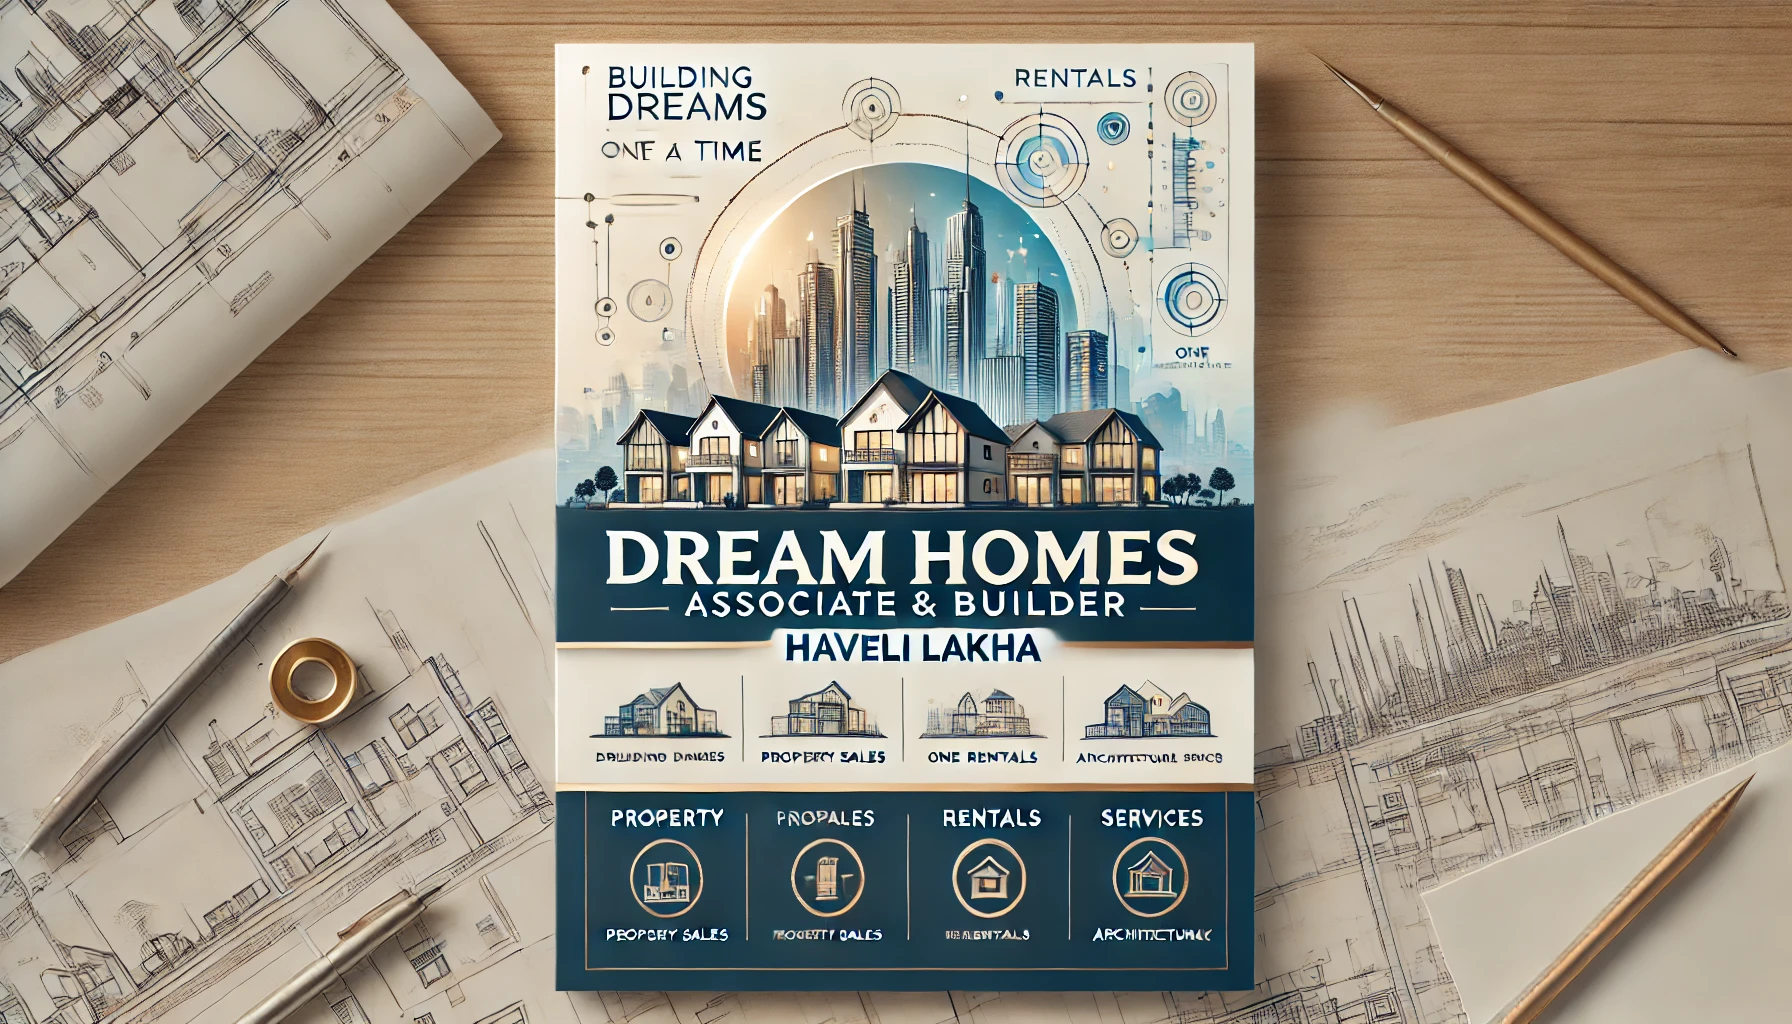 BUILDING
DREAMS
ONE A TIME
RENTALS
ONE
DREAM HOMES
ASSOCIATE & BUILDER
HAVELI LAKHA
PROPERTY SALES
ONE RENTALS
PROPERTY
PROPALES
RENTALS
SERVICES
SALES